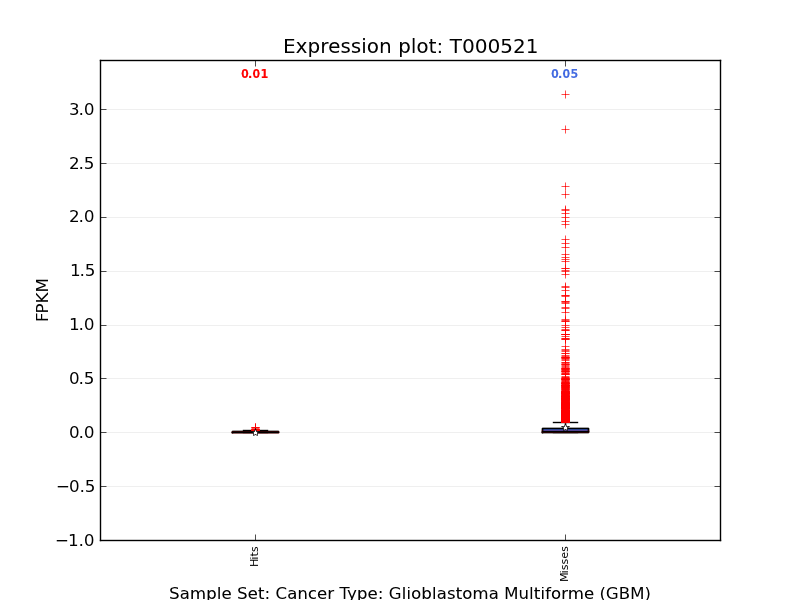 Expression plot: T000521
0.01
0.05
3.0
2.5
2.0
1.5
1.0
0.5
0.0
−0.5
−1.0
FPKM
Hits
Misses
Sample Set: Cancer Type: Glioblastoma Multiforme (GBM)